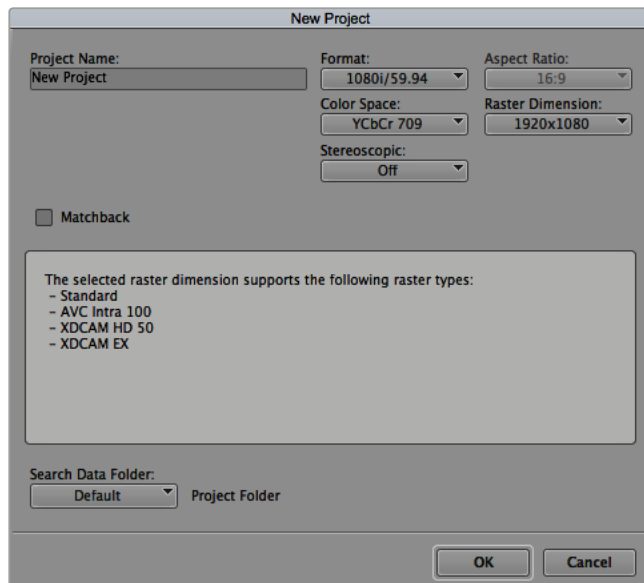 New Project
Project Name:
New Project
Format:
1080i/59.94
Aspect Ratio:
16:9
Color Space:
YCbCr 709
Raster Dimension:
1920x1080
Stereoscopic:
Off
Matchback
The selected raster dimension supports the following raster types:
- Standard
- AVC Intra 100
- XDCAM HD 50
- XDCAM EX
Search Data Folder:
Default
Project Folder
OK
Cancel